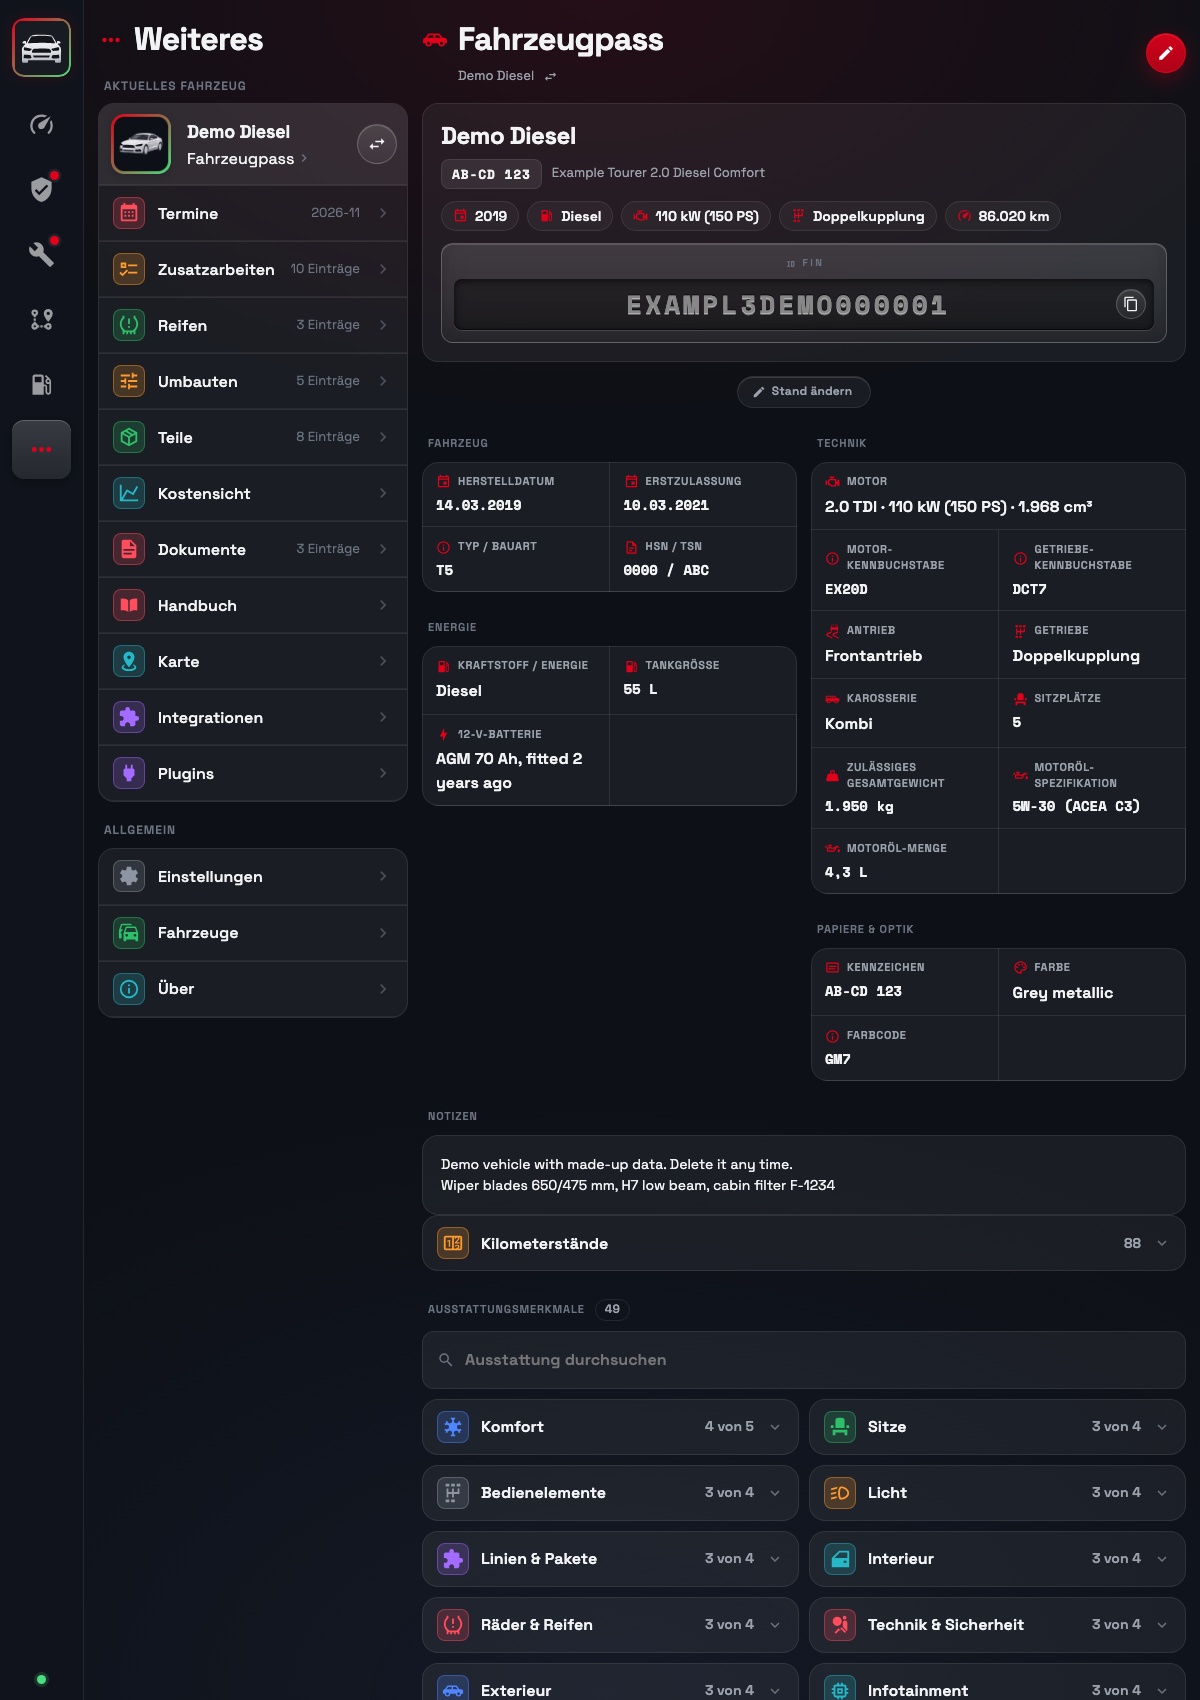 Weiteres
AKTUELLES FAHRZEUG
Demo Diesel
Fahrzeugpass
Termine 2026-11
Zusatzarbeiten 10 Einträge
Reifen 3 Einträge
Umbauten 5 Einträge
Teile 8 Einträge
Kostensicht
Dokumente 3 Einträge
Handbuch
Karte
Integrationen
Plugins
ALLGEMEIN
Einstellungen
Fahrzeuge
Über
Fahrzeugpass
Demo Diesel
Demo Diesel
AB-CD 123 Example Tourer 2.0 Diesel Comfort
2019 Diesel 110 kW (150 PS) Doppelkupplung 86.020 km
ID FIN
EXAMPL3DEMO000001
Stand ändern
FAHRZEUG
HERSTELLDATUM
14.03.2019
ERSTZULASSUNG
10.03.2021
TYP / BAUART
T5
HSN / TSN
0000 / ABC
ENERGIE
KRAFTSTOFF / ENERGIE
Diesel
TANKGRÖSSE
55 L
12-V-BATTERIE
AGM 70 Ah, fitted 2
years ago
TECHNIK
MOTOR
2.0 TDI · 110 kW (150 PS) · 1.968 cm³
MOTOR-
KENNBUCHSTABE
EX20D
GETRIEBE-
KENNBUCHSTABE
DCT7
ANTRIEB
Frontantrieb
GETRIEBE
Doppelkupplung
KAROSSERIE
Kombi
SITZPLÄTZE
5
ZULÄSSIGES
GESAMTGEWICHT
1.950 kg
MOTORÖL-
SPEZIFIKATION
5W-30 (ACEA C3)
MOTORÖL-MENGE
4,3 L
PAPIERE & OPTIK
KENNZEICHEN
AB-CD 123
FARBE
Grey metallic
FARBCODE
GM7
NOTIZEN
Demo vehicle with made-up data. Delete it any time.
Wiper blades 650/475 mm, H7 low beam, cabin filter F-1234
Kilometerstände 88
AUSSTATTUNGSMERKMALE 49
Ausstattung durchsuchen
Komfort 4 von 5
Sitze 3 von 4
Bedienelemente 3 von 4
Licht 3 von 4
Linien & Pakete 3 von 4
Interieur 3 von 4
Räder & Reifen 3 von 4
Technik & Sicherheit 3 von 4
Exterieur 3 von 4
Infotainment 3 von 4